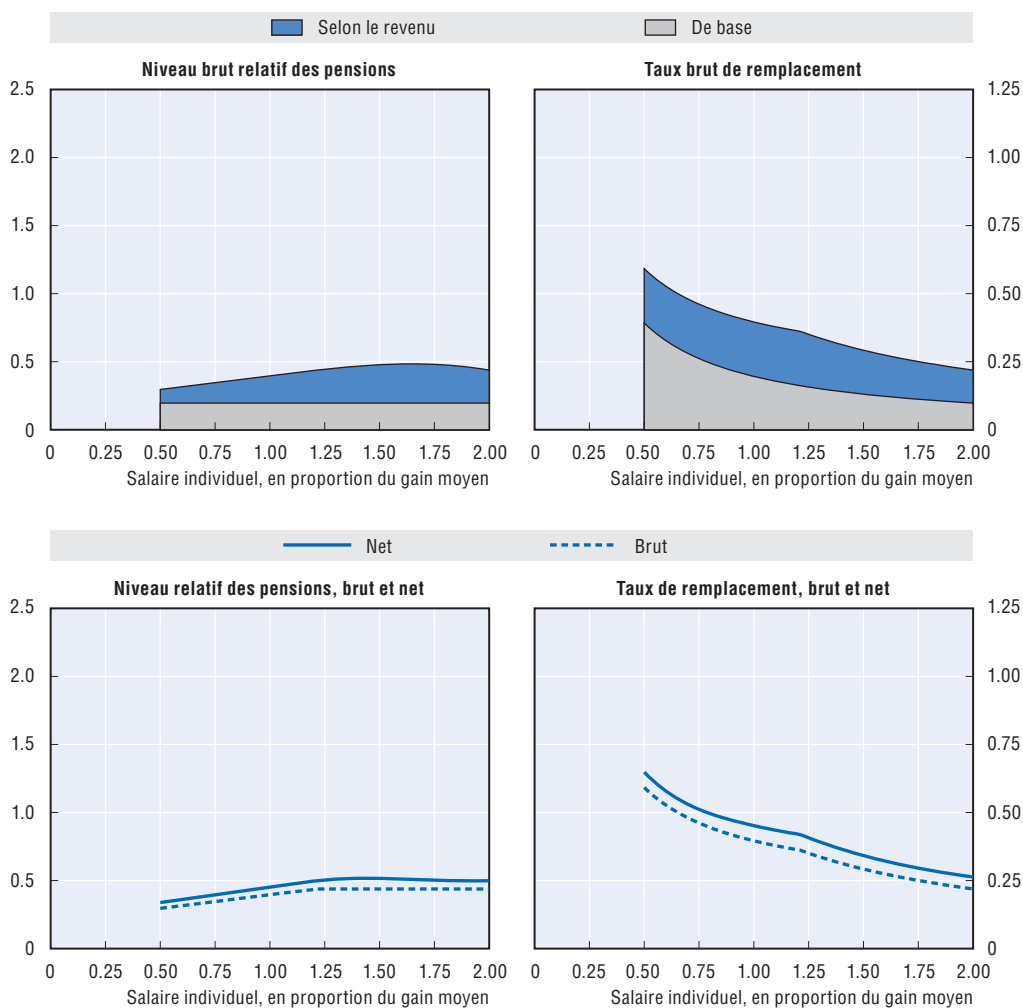 Selon le revenu De base
Niveau brut relatif des pensions Taux brut de remplacement
2.5 1.25
2.0 1.00
1.5 0.75
1.0 0.50
0.5 0.25
0 0
0 0.25 0.50 0.75 1.00 1.25 1.50 1.75 2.00 0 0.25 0.50 0.75 1.00 1.25 1.50 1.75 2.00
Salaire individuel, en proportion du gain moyen Salaire individuel, en proportion du gain moyen
Net Brut
Niveau relatif des pensions, brut et net Taux de remplacement, brut et net
2.5 1.25
2.0 1.00
1.5 0.75
1.0 0.50
0.5 0.25
0 0
0 0.25 0.50 0.75 1.00 1.25 1.50 1.75 2.00 0 0.25 0.50 0.75 1.00 1.25 1.50 1.75 2.00
Salaire individuel, en proportion du gain moyen Salaire individuel, en proportion du gain moyen